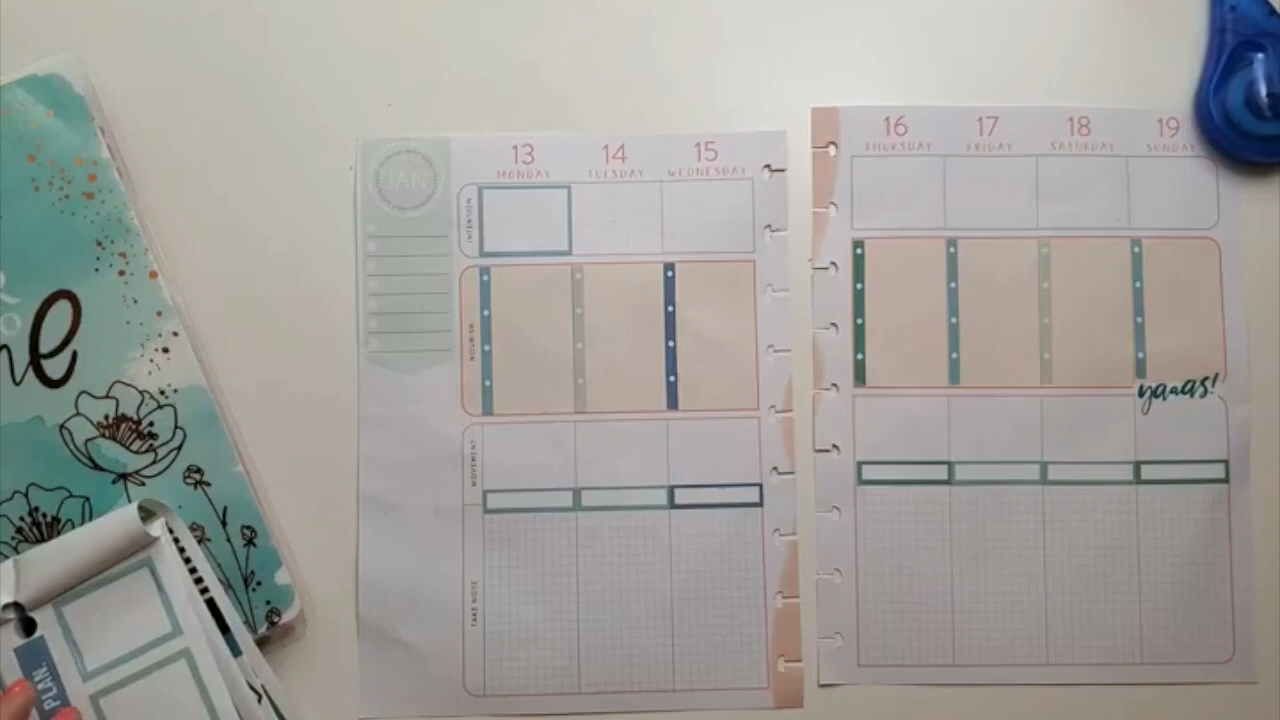 JAN
13 14 15
MONDAY TUESDAY WEDNESDAY
INTENTION
NOURISH
MOVEMENT
TAKE NOTE
16 17 18 19
THURSDAY FRIDAY SATURDAY SUNDAY
yaaas!
PLAN.